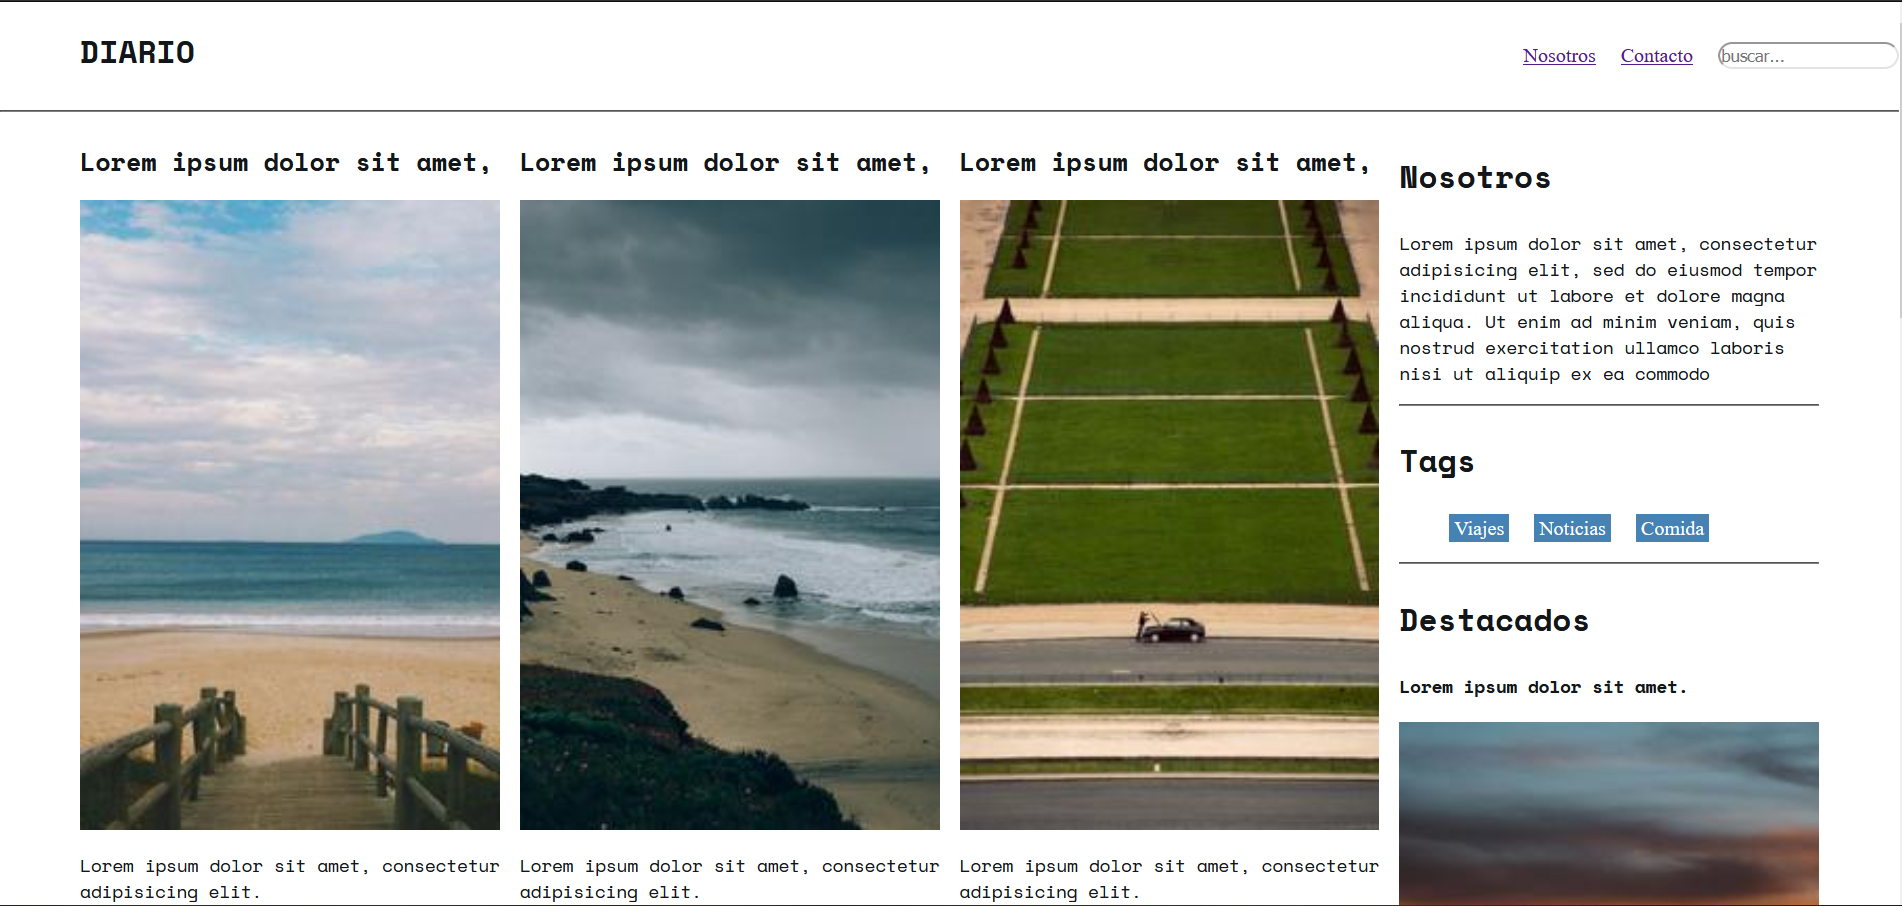 DIARIO
Nosotros Contacto buscar...
Lorem ipsum dolor sit amet,
Lorem ipsum dolor sit amet, consectetur
adipisicing elit.
Lorem ipsum dolor sit amet,
Lorem ipsum dolor sit amet, consectetur
adipisicing elit.
Lorem ipsum dolor sit amet,
Lorem ipsum dolor sit amet, consectetur
adipisicing elit.
Nosotros
Lorem ipsum dolor sit amet, consectetur
adipisicing elit, sed do eiusmod tempor
incididunt ut labore et dolore magna
aliqua. Ut enim ad minim veniam, quis
nostrud exercitation ullamco laboris
nisi ut aliquip ex ea commodo
Tags
Viajes Noticias Comida
Destacados
Lorem ipsum dolor sit amet.